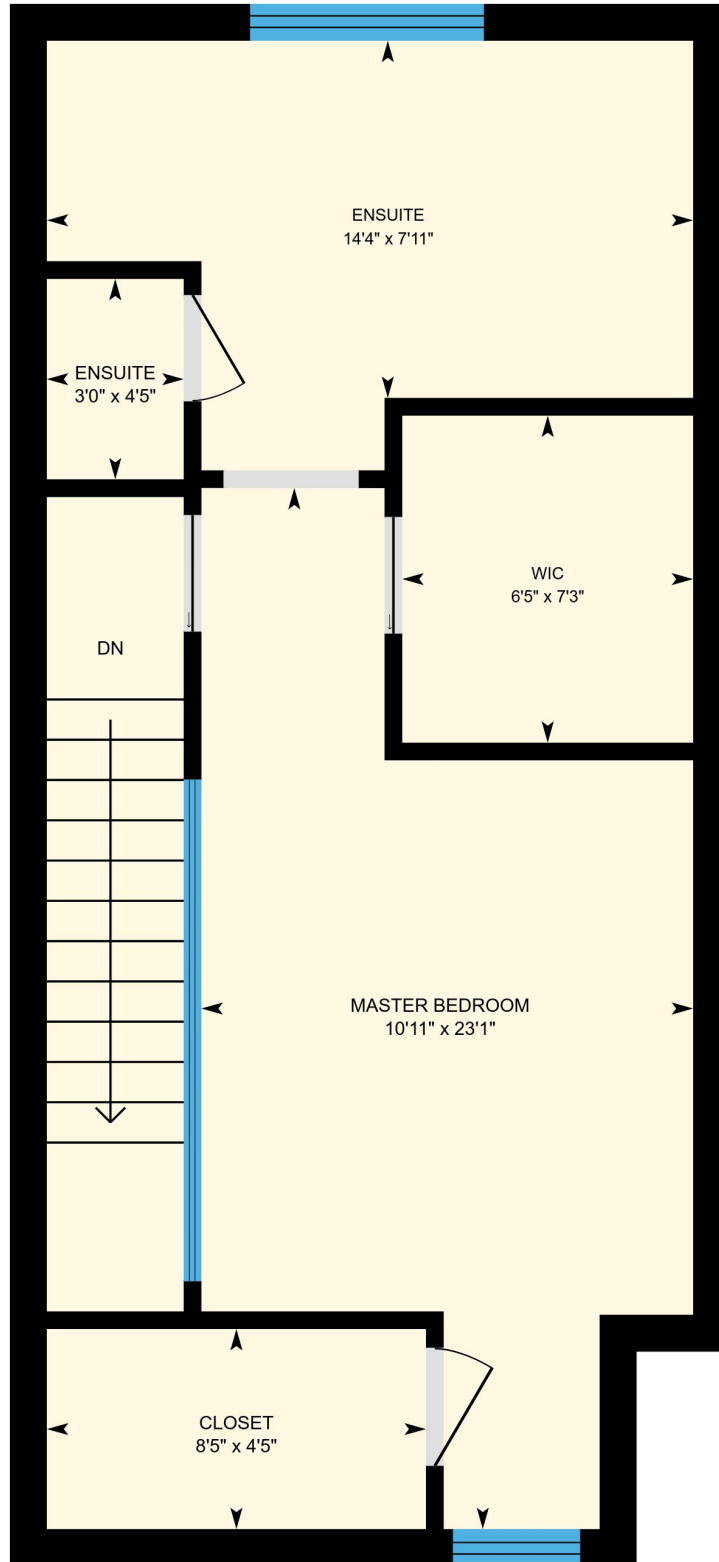 ENSUITE
14'4" x 7'11"
ENSUITE
3'0" x 4'5"
WIC
6'5" x 7'3"
DN
MASTER BEDROOM
10'11" x 23'1"
CLOSET
8'5" x 4'5"